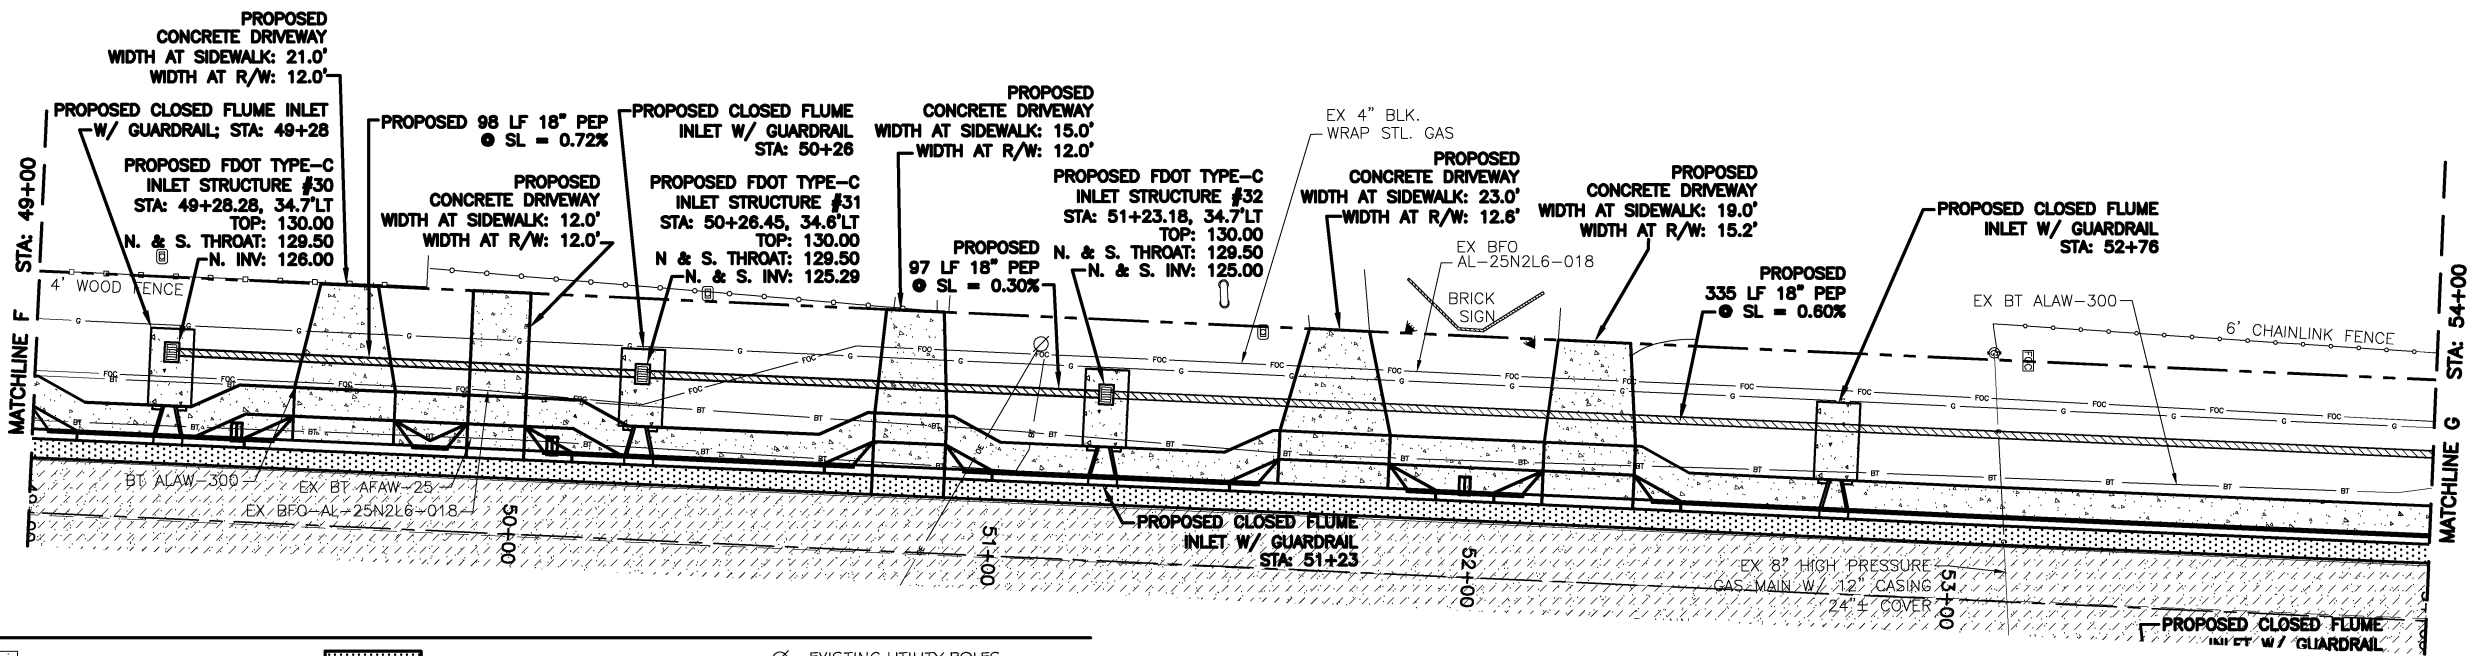 PROPOSED
CONCRETE DRIVEWAY
WIDTH AT SIDEWALK: 21.0'
WIDTH AT R/W: 12.0'
PROPOSED CLOSED FLUME INLET
W/ GUARDRAIL; STA: 49+28
PROPOSED FDOT TYPE-C
INLET STRUCTURE #30
STA: 49+28.28, 34.7'LT
TOP: 130.00
N. & S. THROAT: 129.50
N. INV: 126.00
MATCHLINE F STA: 49+00
4' WOOD FENCE
PROPOSED 98 LF 18" PEP
@ SL = 0.72%
PROPOSED
CONCRETE DRIVEWAY
WIDTH AT SIDEWALK: 12.0'
WIDTH AT R/W: 12.0'
PROPOSED CLOSED FLUME
INLET W/ GUARDRAIL
STA: 50+26
PROPOSED FDOT TYPE-C
INLET STRUCTURE #31
STA: 50+26.45, 34.6'LT
TOP: 130.00
N & S. THROAT: 129.50
N. & S. INV: 125.29
PROPOSED
CONCRETE DRIVEWAY
WIDTH AT SIDEWALK: 15.0'
WIDTH AT R/W: 12.0'
PROPOSED
97 LF 18" PEP
@ SL = 0.30%
PROPOSED FDOT TYPE-C
INLET STRUCTURE #32
STA: 51+23.18, 34.7'LT
TOP: 130.00
N. & S. THROAT: 129.50
N. & S. INV: 125.00
EX 4" BLK.
WRAP STL. GAS
PROPOSED
CONCRETE DRIVEWAY
WIDTH AT SIDEWALK: 23.0'
WIDTH AT R/W: 12.6'
EX BFO
AL-25N2L6-018
BRICK
SIGN
PROPOSED
CONCRETE DRIVEWAY
WIDTH AT SIDEWALK: 19.0'
WIDTH AT R/W: 15.2'
PROPOSED
335 LF 18" PEP
@ SL = 0.60%
PROPOSED CLOSED FLUME
INLET W/ GUARDRAIL
STA: 52+76
EX BT ALAW-300
6' CHAINLINK FENCE
MATCHLINE G STA: 54+00
BT ALAW-300
EX BT AFAW-25
EX BFO-AL-25N2L6-018
50+00
51+00
PROPOSED CLOSED FLUME
INLET W/ GUARDRAIL
STA: 51+23
52+00
EX 8" HIGH PRESSURE
GAS MAIN W/ 12" CASING
24"± COVER
53+00
PROPOSED CLOSED FLUME
INLET W/ GUARDRAIL
EXISTING UTILITY POLES